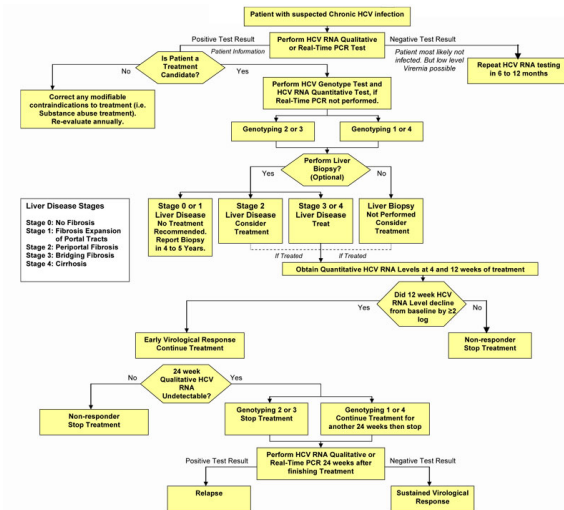 Patient with suspected Chronic HCV infection
Positive Test Result
Perform HCV RNA Qualitative
or Real-Time PCR Test
Negative Test Result
Patient Information
Patient most likely not
infected. But low level
Viremia possible
Repeat HCV RNA testing
in 6 to 12 months
Is Patient a
Treatment
Candidate?
No
Yes
Correct any modifiable
contraindications to treatment (i.e.
Substance abuse treatment).
Re-evaluate annually.
Perform HCV Genotype Test and
HCV RNA Quantitative Test, if
Real-Time PCR not performed.
Genotyping 2 or 3
Genotyping 1 or 4
Perform Liver
Biopsy?
(Optional)
Yes
No
Stage 0 or 1
Liver Disease
No Treatment
Recommended.
Report Biopsy
in 4 to 5 Years.
Stage 2
Liver Disease
Consider
Treatment
Stage 3 or 4
Liver Disease
Treat
Liver Biopsy
Not Performed
Consider
Treatment
Liver Disease Stages
Stage 0: No Fibrosis
Stage 1: Fibrosis Expansion
of Portal Tracts
Stage 2: Periportal Fibrosis
Stage 3: Bridging Fibrosis
Stage 4: Cirrhosis
If Treated
If Treated
Obtain Quantitative HCV RNA Levels at 4 and 12 weeks of treatment
Did 12 week HCV
RNA Level decline
from baseline by ≥2
log
Yes
No
Early Virological Response
Continue Treatment
Non-responder
Stop Treatment
24 week
Qualitative HCV
RNA
Undetectable?
No
Yes
Non-responder
Stop Treatment
Genotyping 2 or 3
Stop Treatment
Genotyping 1 or 4
Continue Treatment for
another 24 weeks then stop
Positive Test Result
Perform HCV RNA Qualitative or
Real-Time PCR 24 weeks after
finishing Treatment
Negative Test Result
Relapse
Sustained Virological
Response